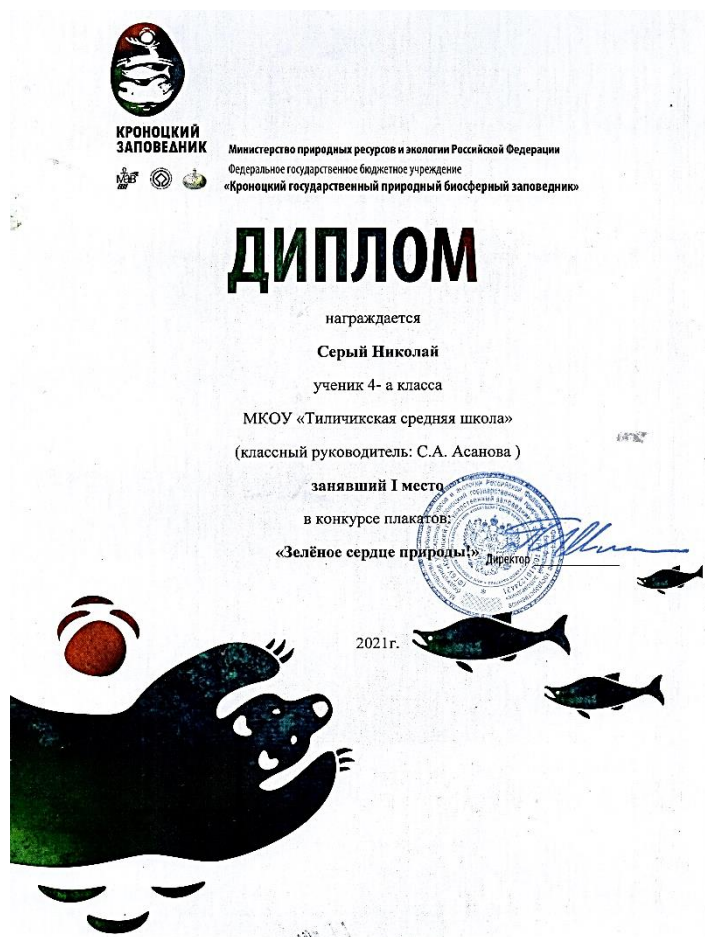 КРОНОЦКИЙ
ЗАПОВЕДНИК
Министерство природных ресурсов и экологии Российской Федерации
Федеральное государственное бюджетное учреждение
«Кроноцкий государственный природный биосферный заповедник»
ДИПЛОМ
награждается
Серый Николай
ученик 4- а класса
МКОУ «Тиличикская средняя школа»
(классный руководитель: С.А. Асанова )
занявший I место
в конкурсе плакатов:
«Зелёное сердце природы!»
Директор
2021г.